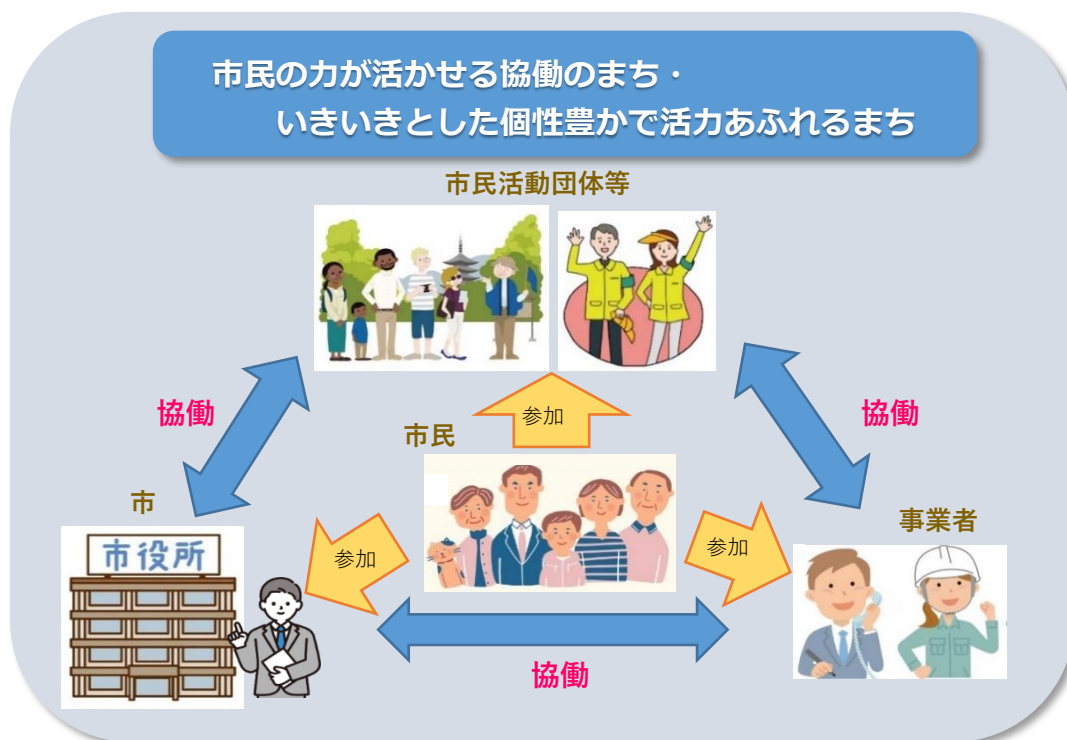 市民の力が活かせる協働のまち・
いきいきとした個性豊かで活力あふれるまち
市民活動団体等
協働
参加
協働
市民
市
事業者
市役所
参加
参加
協働